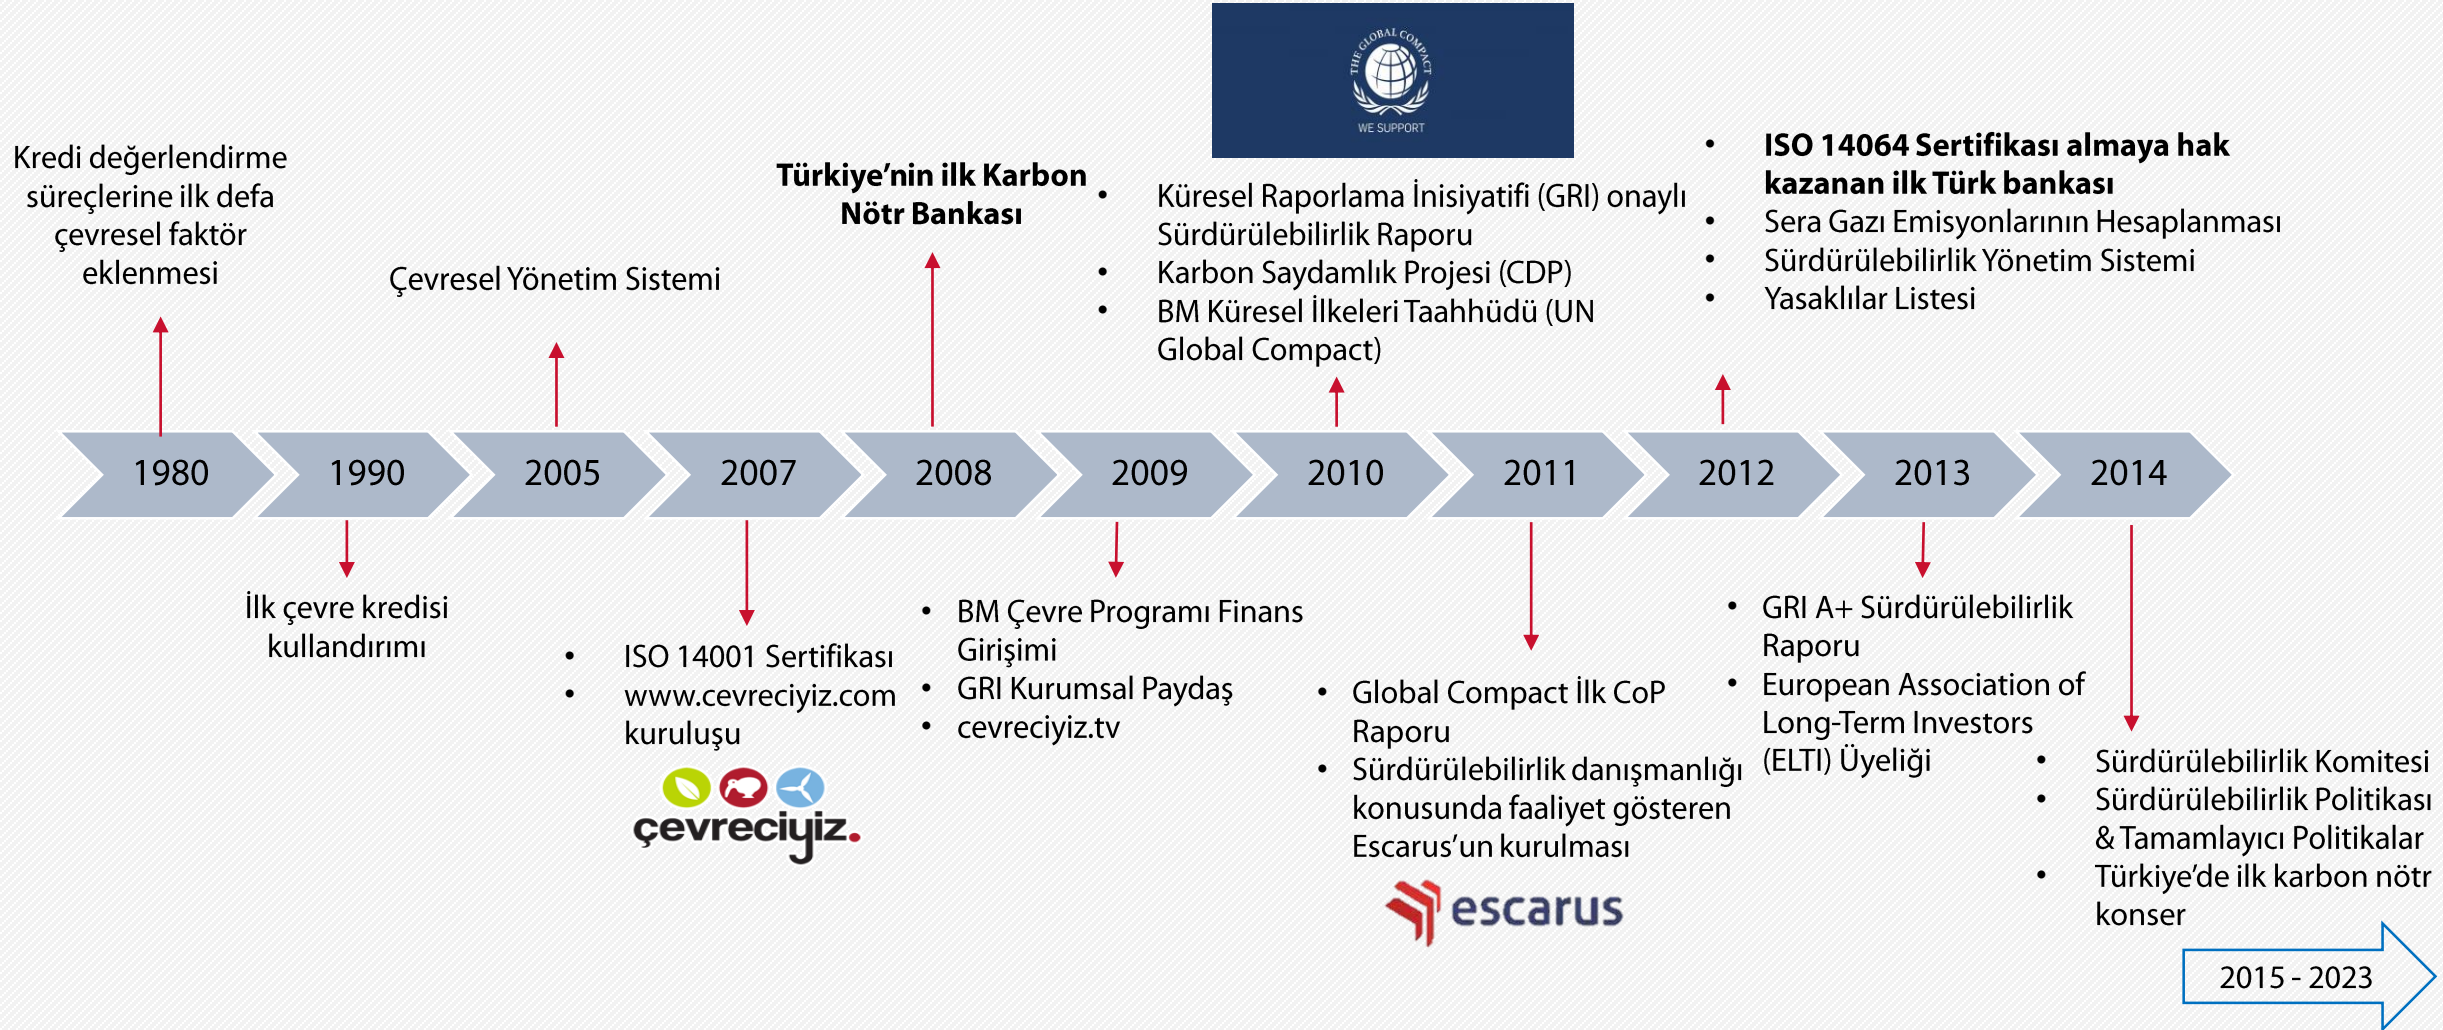 THE GLOBAL COMPACT
WE SUPPORT
Kredi değerlendirme
süreçlerine ilk defa
çevresel faktör
eklenmesi
Çevresel Yönetim Sistemi
Türkiye’nin ilk Karbon
Nötr Bankası
• Küresel Raporlama İnisiyatifi (GRI) onaylı
Sürdürülebilirlik Raporu
• Karbon Saydamlık Projesi (CDP)
• BM Küresel İlkeleri Taahhüdü (UN
Global Compact)
• ISO 14064 Sertifikası almaya hak
kazanan ilk Türk bankası
• Sera Gazı Emisyonlarının Hesaplanması
• Sürdürülebilirlik Yönetim Sistemi
• Yasaklılar Listesi
1980
1990
2005
2007
2008
2009
2010
2011
2012
2013
2014
İlk çevre kredisi
kullandırımı
• ISO 14001 Sertifikası
• www.cevreciyiz.com
kuruluşu
çevreciyiz.
• BM Çevre Programı Finans
Girişimi
• GRI Kurumsal Paydaş
• cevreciyiz.tv
• Global Compact İlk CoP
Raporu
• Sürdürülebilirlik danışmanlığı
konusunda faaliyet gösteren
Escarus’un kurulması
escarus
• GRI A+ Sürdürülebilirlik
Raporu
• European Association of
Long-Term Investors
(ELTI) Üyeliği
• Sürdürülebilirlik Komitesi
• Sürdürülebilirlik Politikası
& Tamamlayıcı Politikalar
• Türkiye’de ilk karbon nötr
konser
2015 - 2023